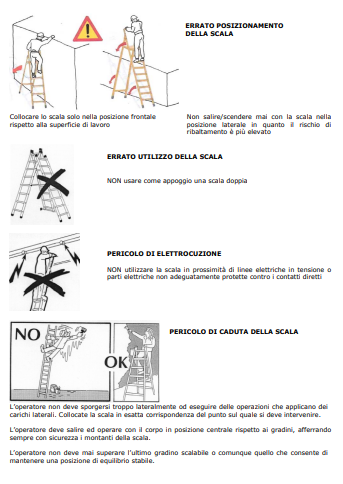 ERRATO POSIZIONAMENTO
DELLA SCALA
Collocare lo scala solo nella posizione frontale
rispetto alla superficie di lavoro
Non salire/scendere mai con la scala nella
posizione laterale in quanto il rischio di
ribaltamento è più elevato
ERRATO UTILIZZO DELLA SCALA
NON usare come appoggio una scala doppia
PERICOLO DI ELETTROCUZIONE
NON utilizzare la scala in prossimità di linee elettriche in tensione o
parti elettriche non adeguatamente protette contro i contatti diretti
NO
OK
PERICOLO DI CADUTA DELLA SCALA
L'operatore non deve sporgersi troppo lateralmente od eseguire delle operazioni che applicano dei
carichi laterali. Collocate la scala in esatta corrispondenza del punto sul quale si deve intervenire.
L'operatore deve salire ed operare con il corpo in posizione centrale rispetto ai gradini, afferrando
sempre con sicurezza i montanti della scala.
L'operatore non deve mai superare l'ultimo gradino scalabile o comunque quello che consente di
mantenere una posizione di equilibrio stabile.